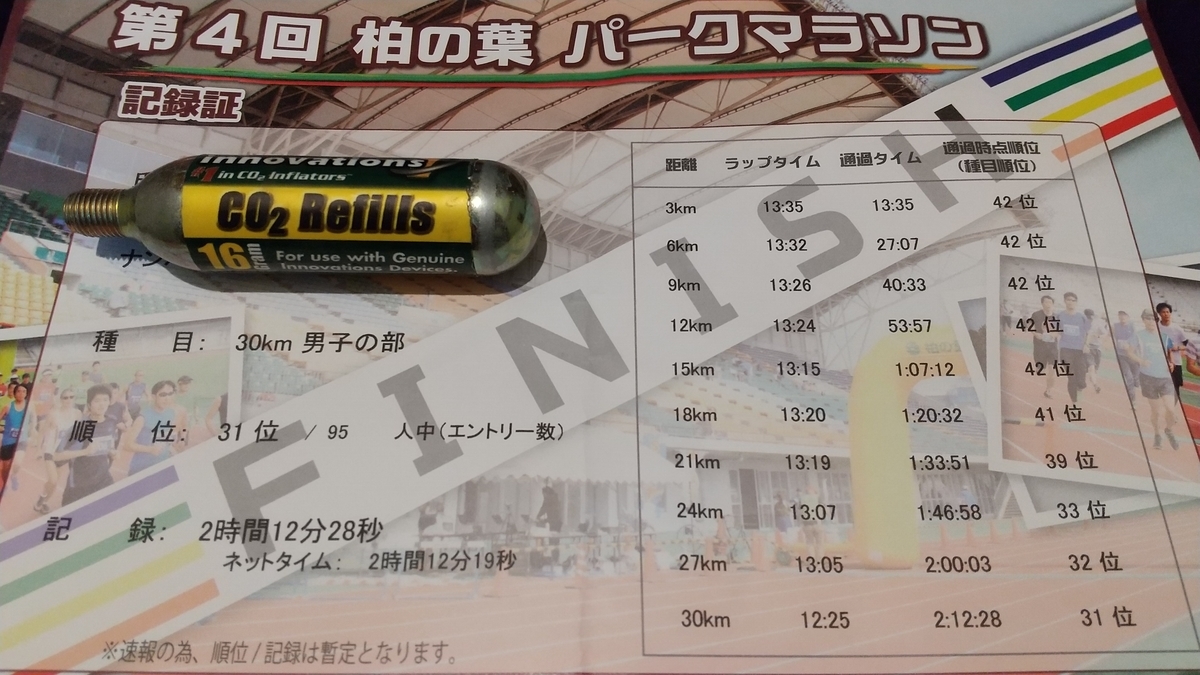 第4回 柏の葉 パークマラソン
記録証
Innovations
#1 in CO2 Inflators™
CO2 Refills
16 gram
For use with Genuine
Innovations Devices.
ナン
種 目: 30km 男子の部
順 位: 31 位 / 95 人中(エントリー数)
記 録: 2時間12分28秒
ネットタイム: 2時間12分19秒
※速報の為、順位/記録は暫定となります。
FINISH
距離 ラップタイム 通過タイム 通過時点順位
(種目順位)
3km 13:35 13:35 42 位
6km 13:32 27:07 42 位
9km 13:26 40:33 42 位
12km 13:24 53:57 42 位
15km 13:15 1:07:12 42 位
18km 13:20 1:20:32 41 位
21km 13:19 1:33:51 39 位
24km 13:07 1:46:58 33 位
27km 13:05 2:00:03 32 位
30km 12:25 2:12:28 31 位